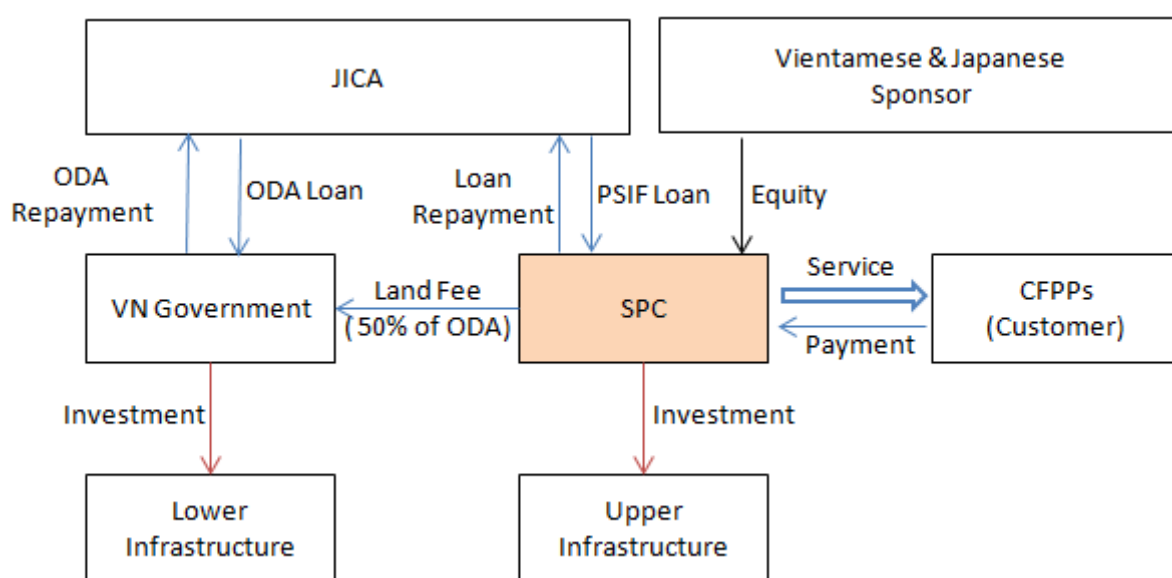 JICA
Vientamese & Japanese
Sponsor
ODA
Repayment
ODA Loan
Loan
Repayment
PSIF Loan
Equity
VN Government
Land Fee
( 50% of ODA)
SPC
Service
Payment
CFPPs
(Customer)
Investment
Investment
Lower
Infrastructure
Upper
Infrastructure